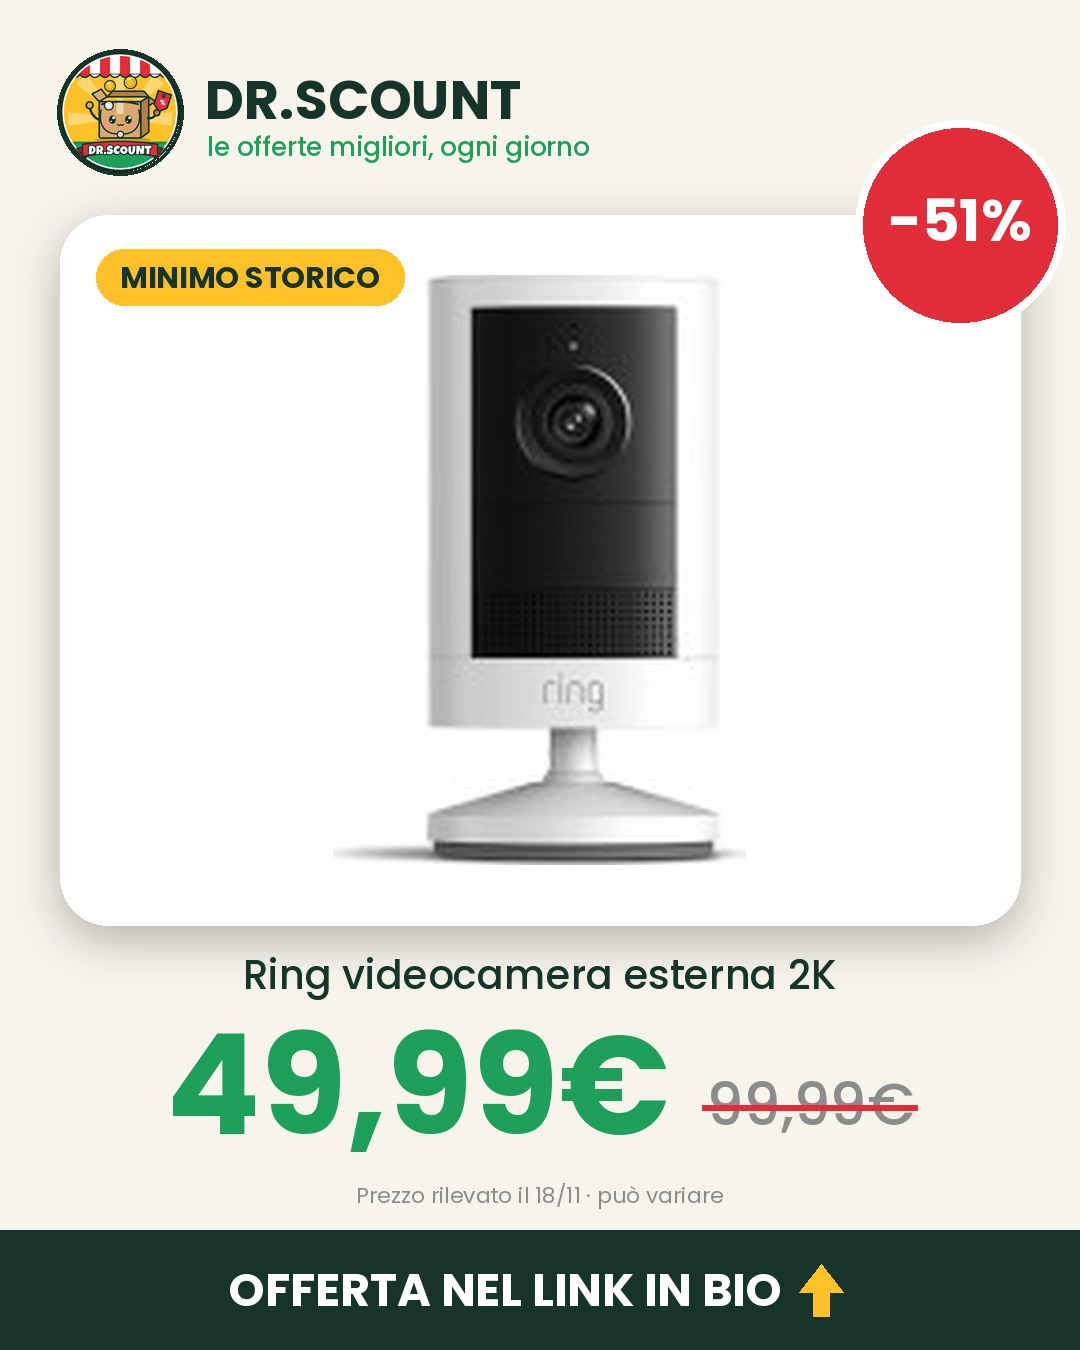 DR.SCOUNT
le offerte migliori, ogni giorno
DR.SCOUNT
-51%
MINIMO STORICO
ring
Ring videocamera esterna 2K
49,99€ 99,99€
Prezzo rilevato il 18/11 · può variare
OFFERTA NEL LINK IN BIO